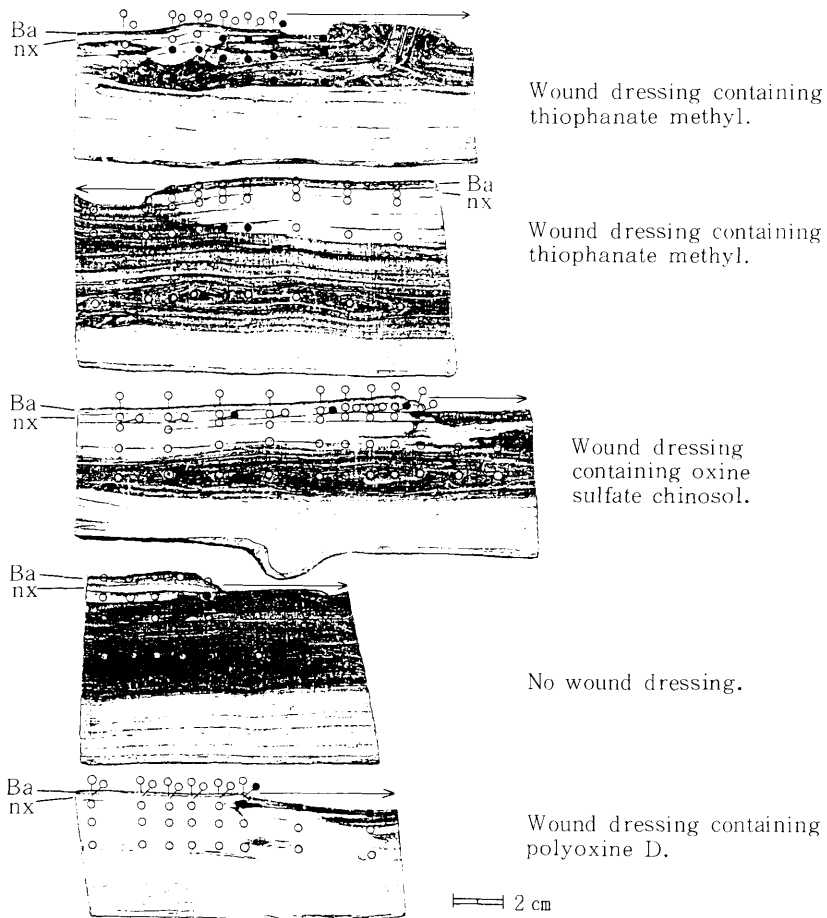 Ba
nx
Wound dressing containing
thiophanate methyl.
Ba
nx
Wound dressing containing
thiophanate methyl.
Ba
nx
Wound dressing
containing oxine
sulfate chinosol.
Ba
nx
No wound dressing.
Ba
nx
Wound dressing containing
polyoxine D.
2 cm